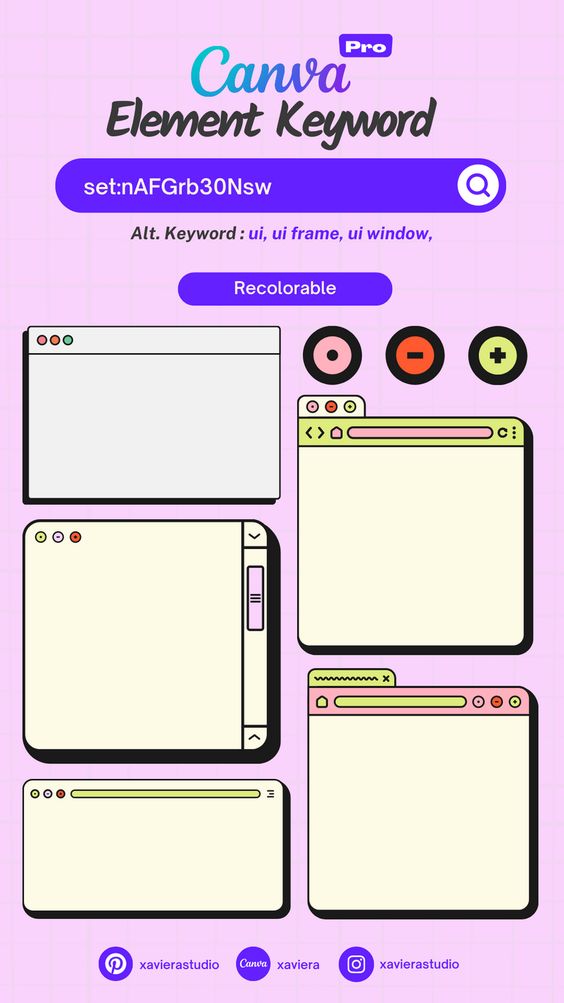 Canva
Pro
Element Keyword
set:nAFGrb30Nsw
Alt. Keyword : ui, ui frame, ui window,
Recolorable
xavierastudio
Canva
xaviera
xavierastudio